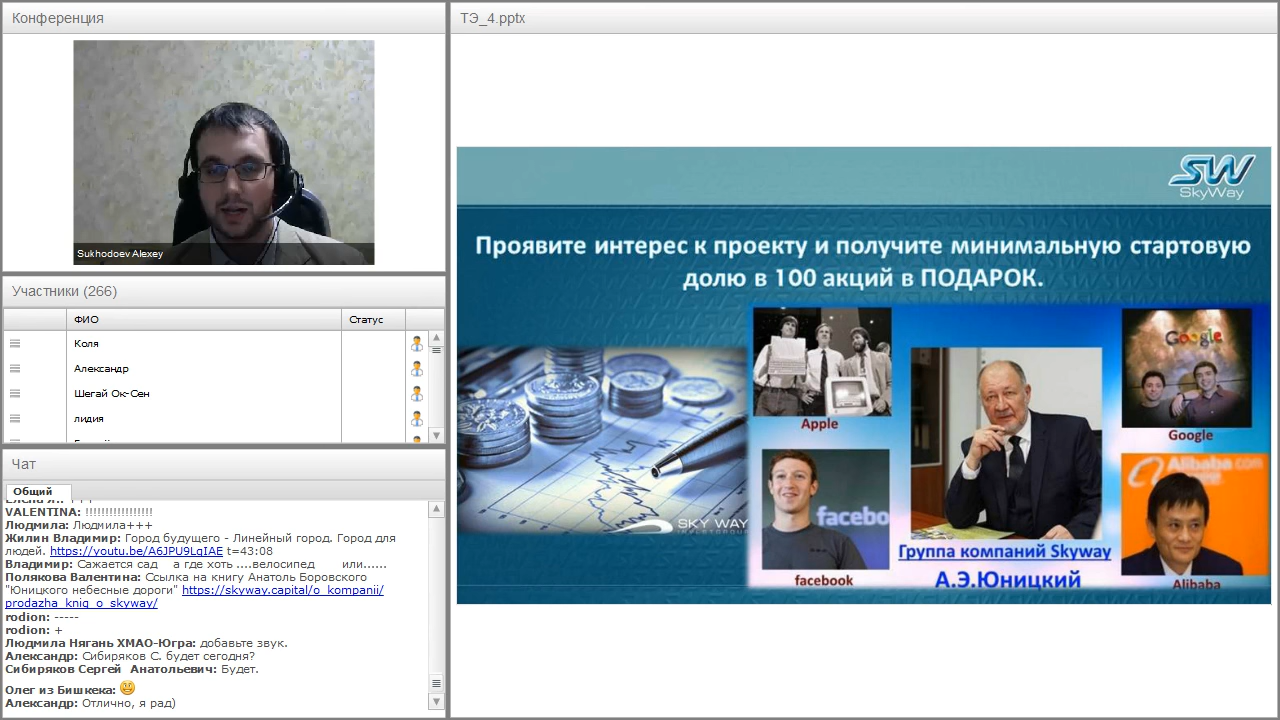 Конференция
Sukhodoev Alexey
Участники (266)
ФИО
Статус
Коля
Александр
Шегай Ок-Сен
лидия
Чат
Общий
VALENTINA: !!!!!!!!!!!!!!!!!
Людмила: Людмила+++
Жилин Владимир: Город будущего - Линейный город. Город для
людей. https://youtu.be/A6JPU9LqIAE t=43:08
Владимир: Сажается сад а где хоть ....велосипед или......
Полякова Валентина: Ссылка на книгу Анатоль Боровского
"Юницкого небесные дороги" https://skyway.capital/o_kompanii/
prodazha_knig_o_skyway/
rodion: -----
rodion: +
Людмила Нягань ХМАО-Югра: добавьте звук.
Александр: Сибиряков С. будет сегодня?
Сибиряков Сергей Анатольевич: Будет.
Олег из Бишкека:
Александр: Отлично, я рад)
ТЭ_4.pptx
SW
SkyWay
Проявите интерес к проекту и получите минимальную стартовую
долю в 100 акций в ПОДАРОК.
SKY WAY
Apple
Google
Google
facebo
facebook
Группа компаний Skyway
А.Э.Юницкий
Alibaba.com
Alibaba